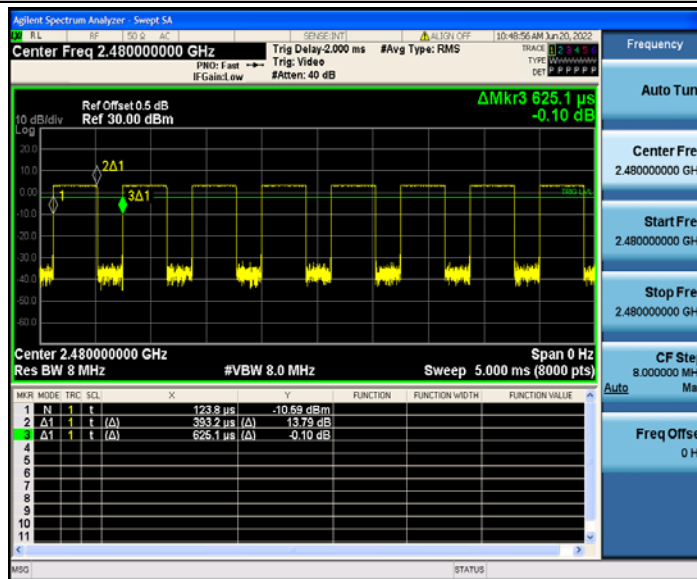 Agilent Spectrum Analyzer - Swept SA
RL RF 50 Ω AC SENSE:INT ALIGN OFF 10:48:56 AM Jun 20, 2022
Center Freq 2.480000000 GHz
PNO: Fast
IFGain:Low
Trig Delay-2.000 ms
Trig: Video
#Atten: 40 dB
#Avg Type: RMS
TRACE 1 2 3 4 5 6
TYPE WWWWWW
DET P P P P P P
Frequency
Auto Tun
Center Fre
2.480000000 GH
Start Fre
2.480000000 GH
Stop Fre
2.480000000 GH
CF Ste
8.000000 MH
Auto Ma
Freq Offse
0 H
ΔMkr3 625.1 µs
-0.10 dB
Ref Offset 0.5 dB
10 dB/div Ref 30.00 dBm
Log
20.0
10.0
0.00
-10.0
-20.0
-30.0
-40.0
-50.0
-60.0
1
2Δ1
3Δ1
TRIG LVL
Center 2.480000000 GHz Span 0 Hz
Res BW 8 MHz #VBW 8.0 MHz Sweep 5.000 ms (8000 pts)
MKR MODE TRC SCL X Y FUNCTION FUNCTION WIDTH FUNCTION VALUE
1 N 1 t 123.8 µs -10.59 dBm
2 Δ1 1 t (Δ) 393.2 µs (Δ) 13.79 dB
3 Δ1 1 t (Δ) 625.1 µs (Δ) -0.10 dB
4
5
6
7
8
9
10
11
MSG STATUS